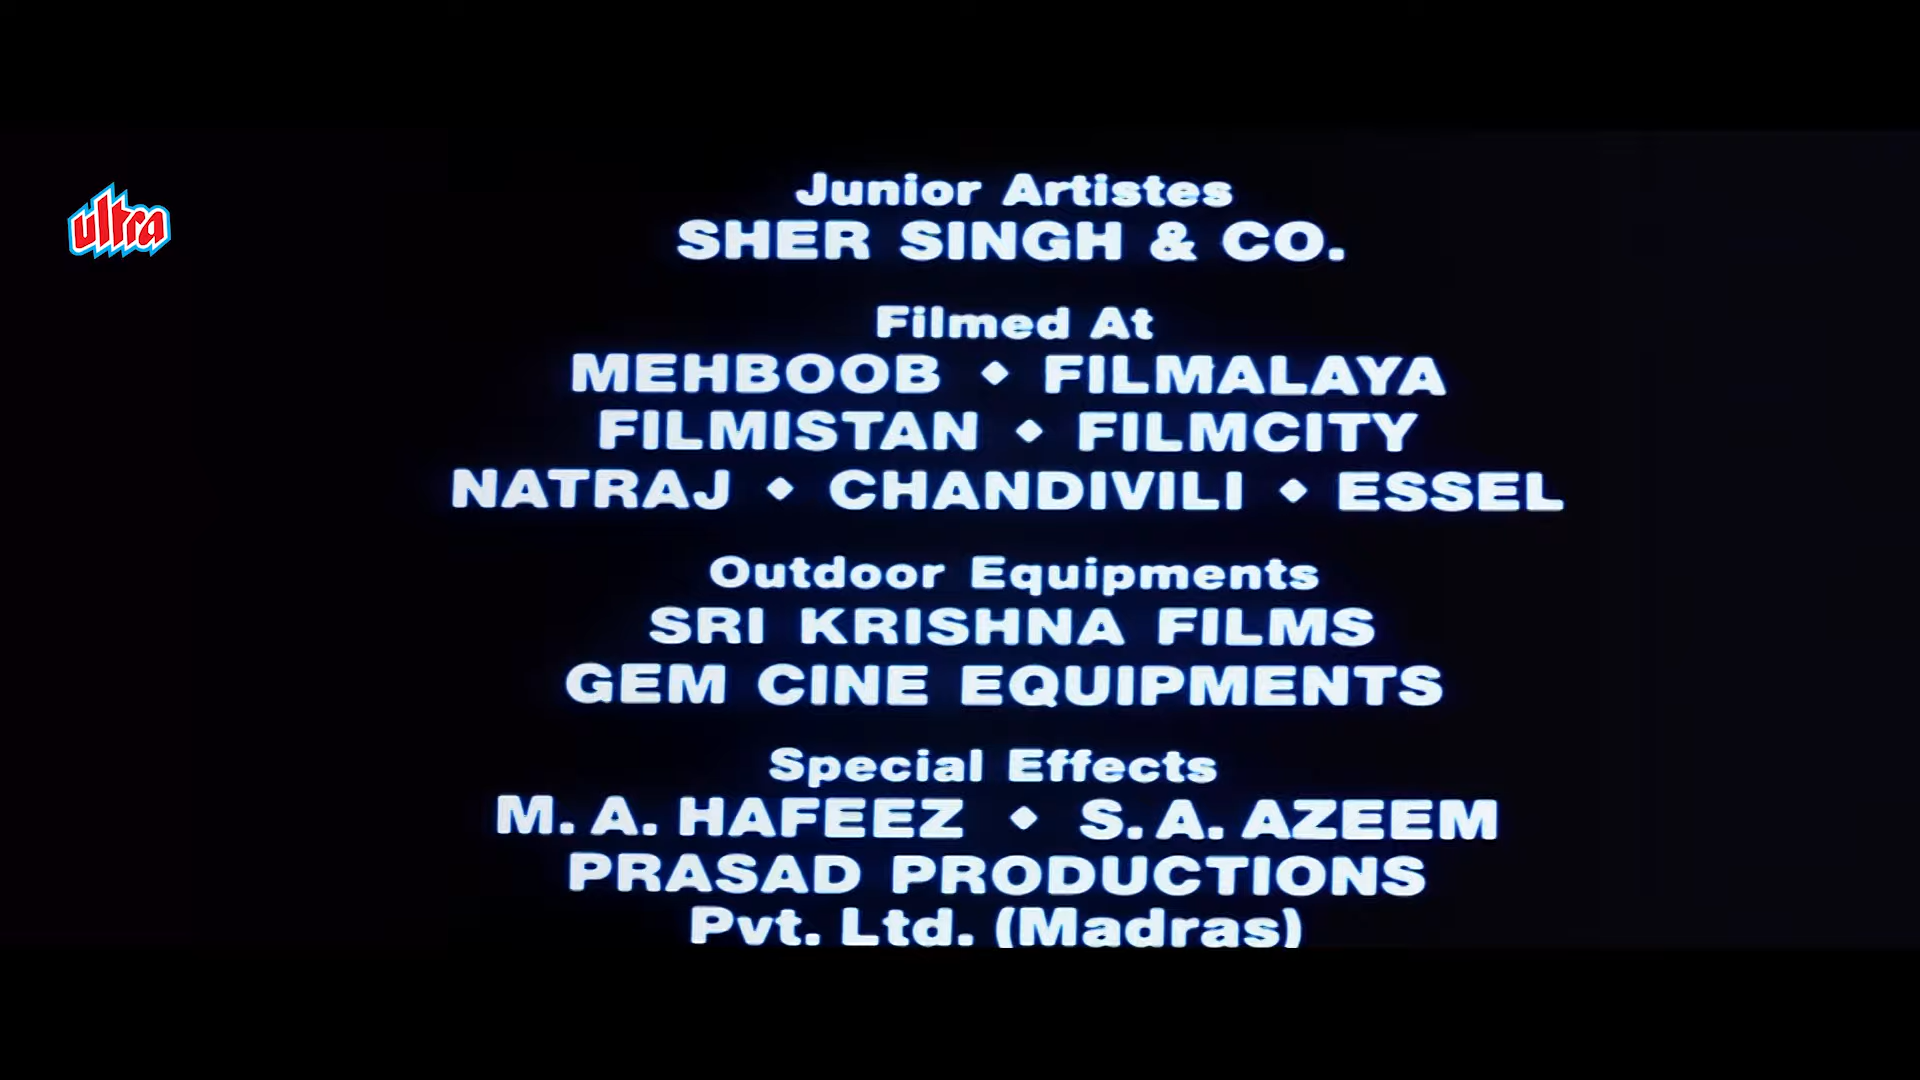 ultra
Junior Artistes
SHER SINGH & CO.
Filmed At
MEHBOOB ◆ FILMALAYA
FILMISTAN ◆ FILMCITY
NATRAJ ◆ CHANDIVILI ◆ ESSEL
Outdoor Equipments
SRI KRISHNA FILMS
GEM CINE EQUIPMENTS
Special Effects
M. A. HAFEEZ ◆ S. A. AZEEM
PRASAD PRODUCTIONS
Pvt. Ltd. (Madras)